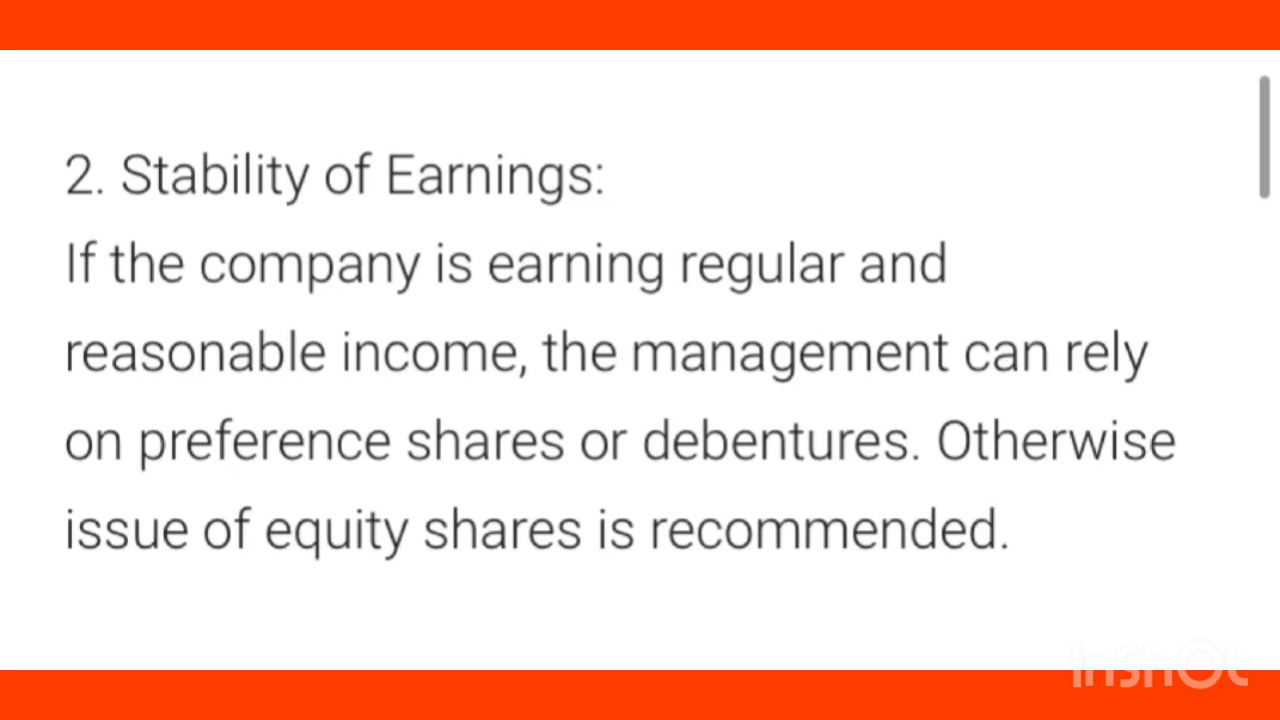 2. Stability of Earnings:
If the company is earning regular and
reasonable income, the management can rely
on preference shares or debentures. Otherwise
issue of equity shares is recommended.
InShOt